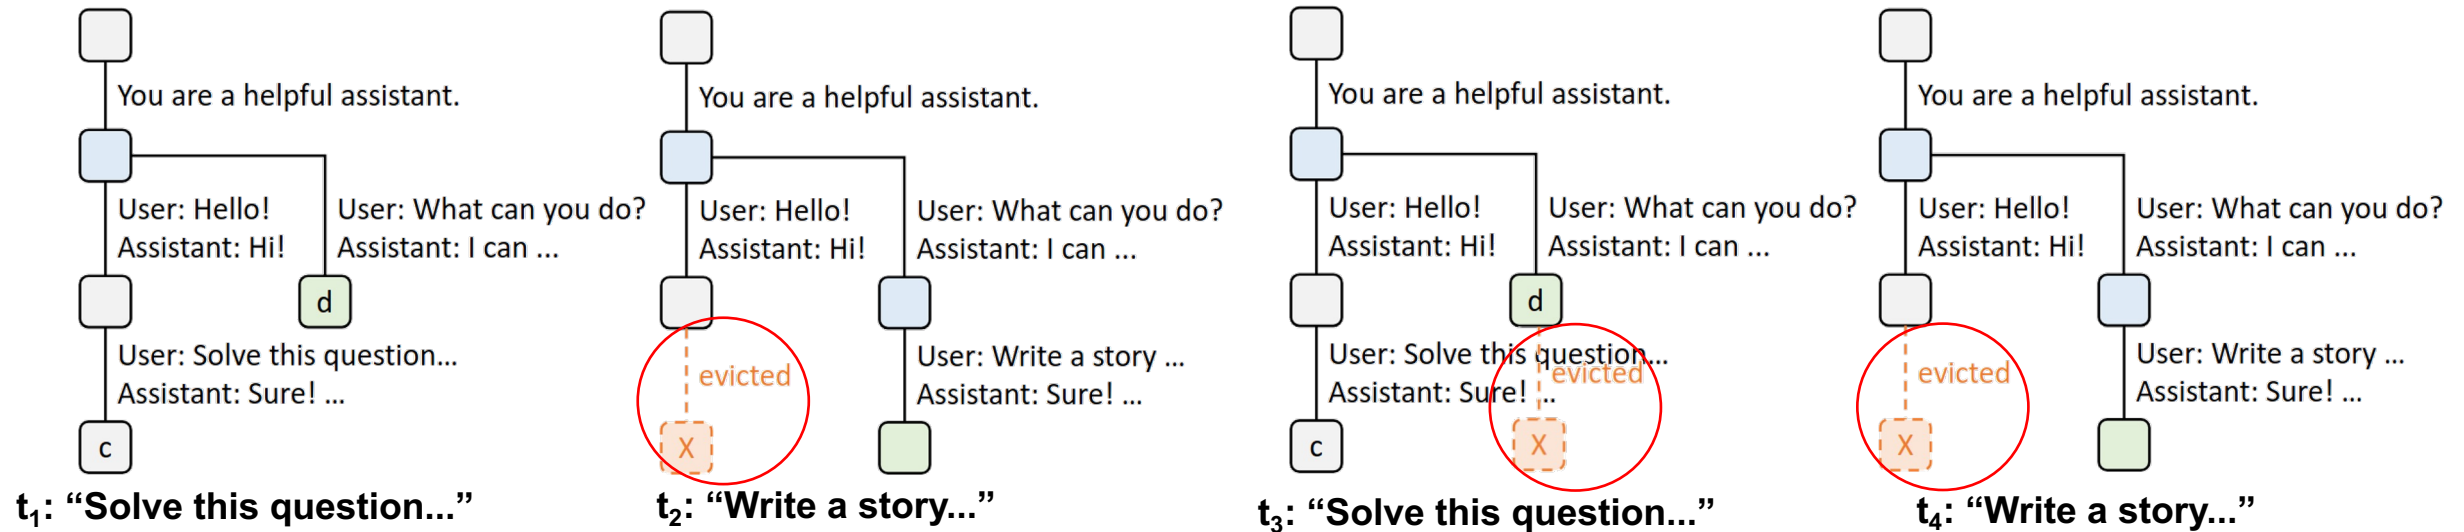 You are a helpful assistant.
User: Hello!
Assistant: Hi!
User: What can you do?
Assistant: I can ...
d
User: Solve this question...
Assistant: Sure! ...
c
t₁: “Solve this question...”
You are a helpful assistant.
User: Hello!
Assistant: Hi!
User: What can you do?
Assistant: I can ...
evicted
X
User: Write a story ...
Assistant: Sure! ...
t₂: “Write a story...”
You are a helpful assistant.
User: Hello!
Assistant: Hi!
User: What can you do?
Assistant: I can ...
d
User: Solve this question...
Assistant: Sure! ...
evicted
c
X
t₃: “Solve this question...”
You are a helpful assistant.
User: Hello!
Assistant: Hi!
User: What can you do?
Assistant: I can ...
evicted
X
User: Write a story ...
Assistant: Sure! ...
t₄: “Write a story...”